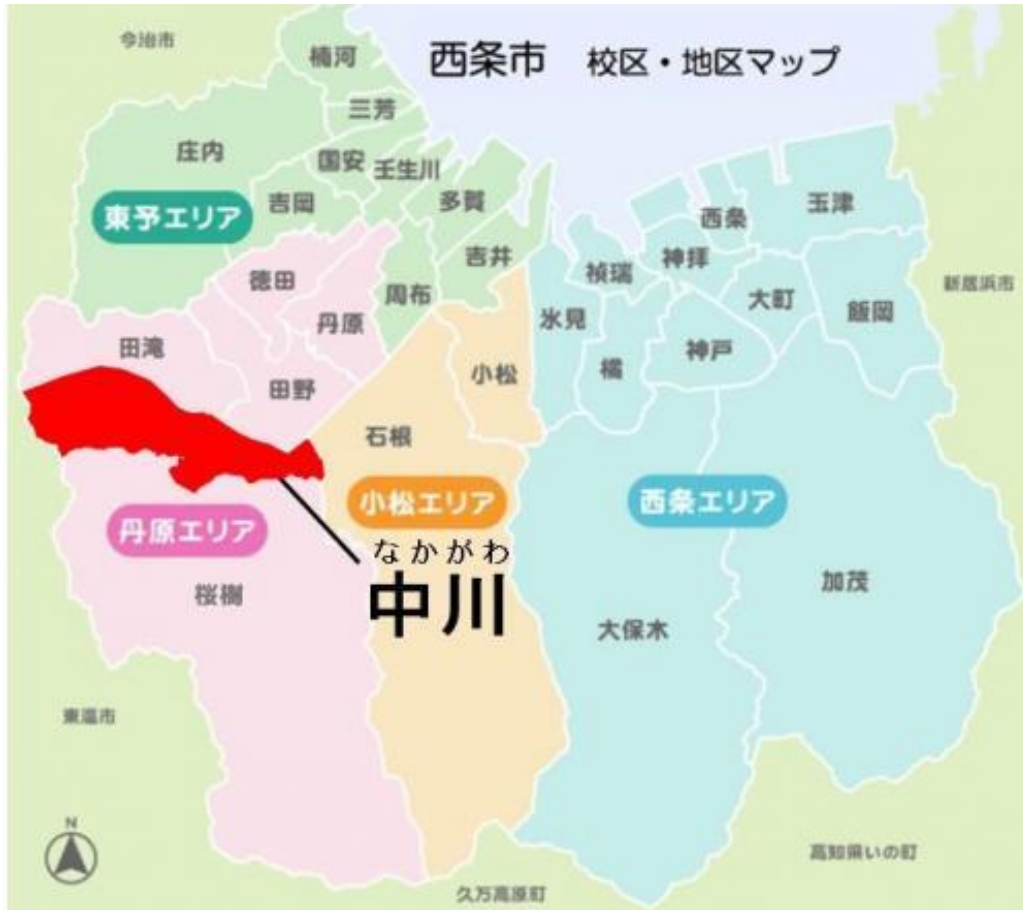 今治市
西条市 校区・地区マップ
楠河
三芳
庄内
国安
壬生川
吉岡
多賀
東予エリア
吉井
周布
徳田
丹原
田滝
田野
西条
玉津
禎瑞
神拝
大町
飯岡
新居浜市
氷見
橘
神戸
小松
石根
小松エリア
西条エリア
丹原エリア
なかがわ
中川
桜樹
加茂
大保木
東温市
N
高知県いの町
久万高原町